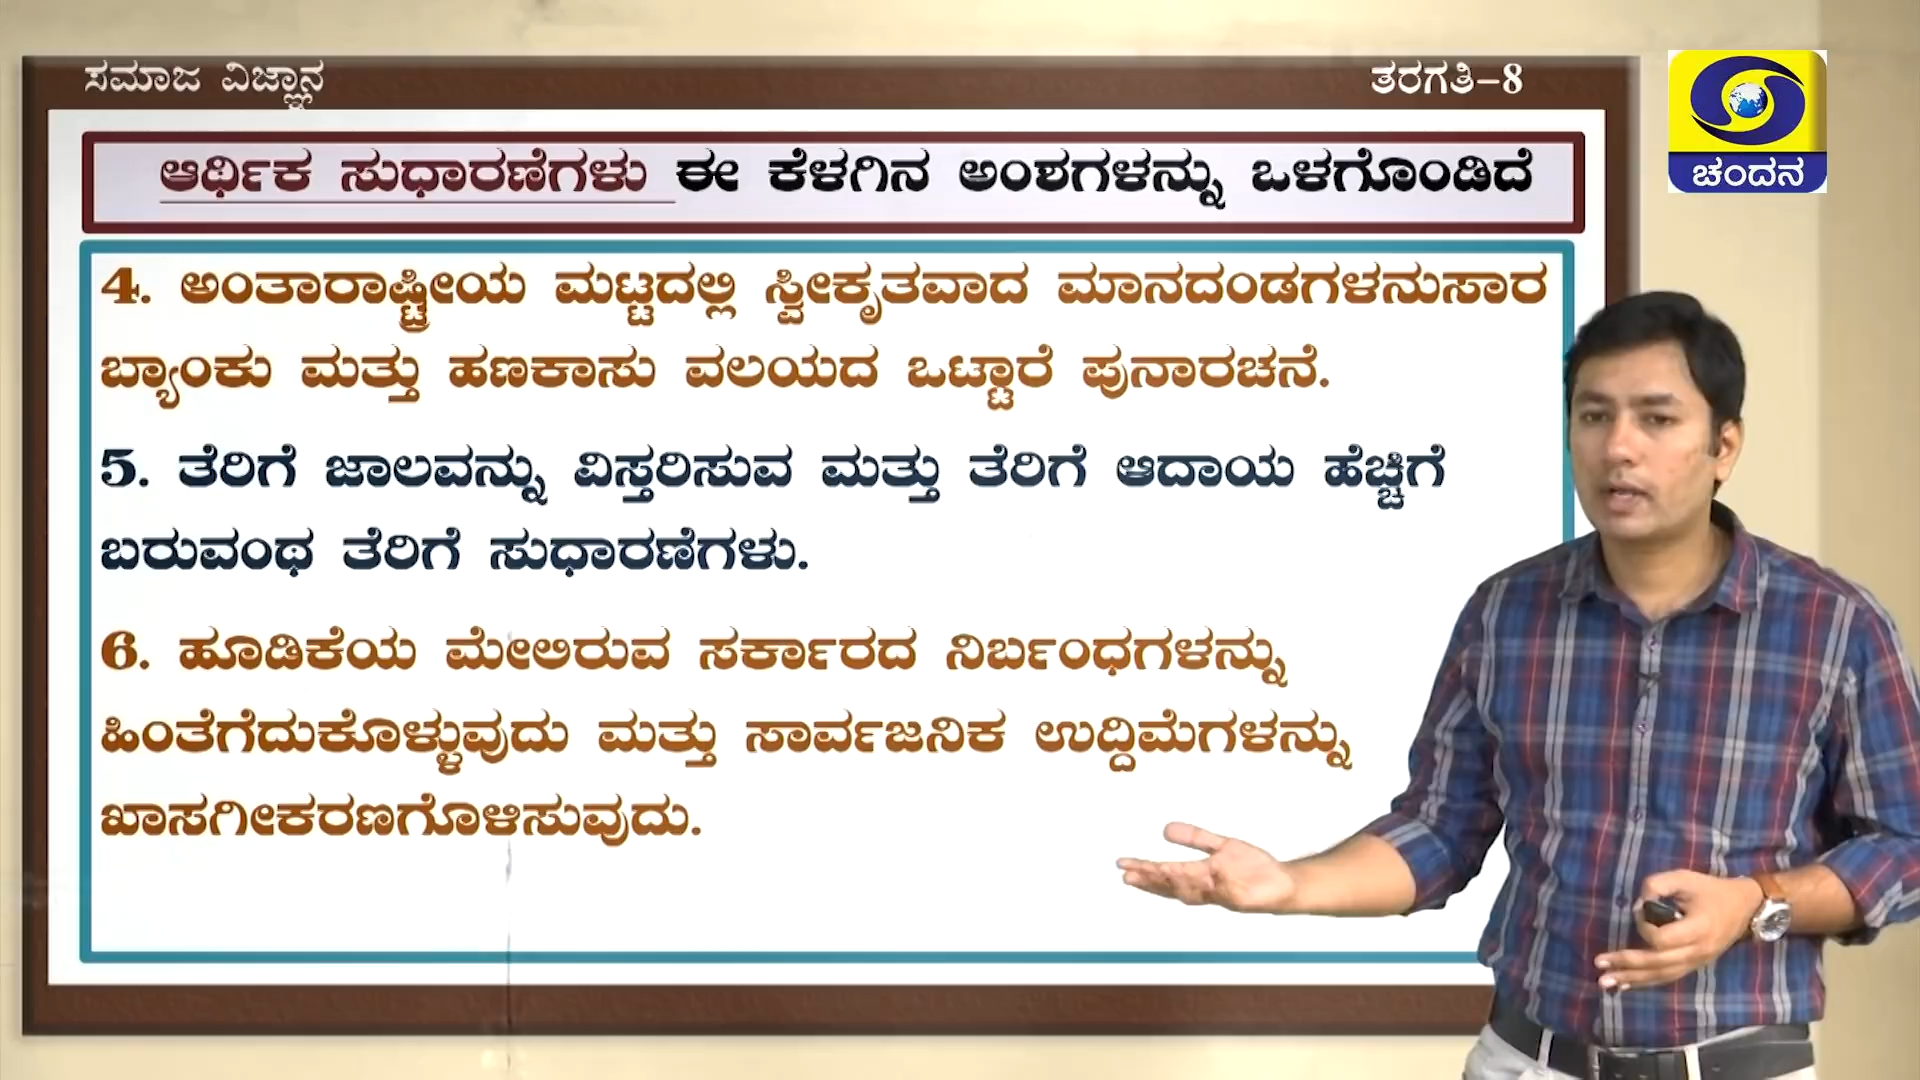 ಸಮಾಜ ವಿಜ್ಞಾನ
ತರಗತಿ-8
ಚಂದನ
ಆರ್ಥಿಕ ಸುಧಾರಣೆಗಳು ಈ ಕೆಳಗಿನ ಅಂಶಗಳನ್ನು ಒಳಗೊಂಡಿದೆ
4. ಅಂತಾರಾಷ್ಟ್ರೀಯ ಮಟ್ಟದಲ್ಲಿ ಸ್ವೀಕೃತವಾದ ಮಾನದಂಡಗಳನುಸಾರ
ಬ್ಯಾಂಕು ಮತ್ತು ಹಣಕಾಸು ವಲಯದ ಒಟ್ಟಾರೆ ಪುನಾರಚನೆ.
5. ತೆರಿಗೆ ಜಾಲವನ್ನು ವಿಸ್ತರಿಸುವ ಮತ್ತು ತೆರಿಗೆ ಆದಾಯ ಹೆಚ್ಚಿಗೆ
ಬರುವಂಥ ತೆರಿಗೆ ಸುಧಾರಣೆಗಳು.
6. ಹೂಡಿಕೆಯ ಮೇಲಿರುವ ಸರ್ಕಾರದ ನಿರ್ಬಂಧಗಳನ್ನು
ಹಿಂತೆಗೆದುಕೊಳ್ಳುವುದು ಮತ್ತು ಸಾರ್ವಜನಿಕ ಉದ್ದಿಮೆಗಳನ್ನು
ಖಾಸಗೀಕರಣಗೊಳಿಸುವುದು.